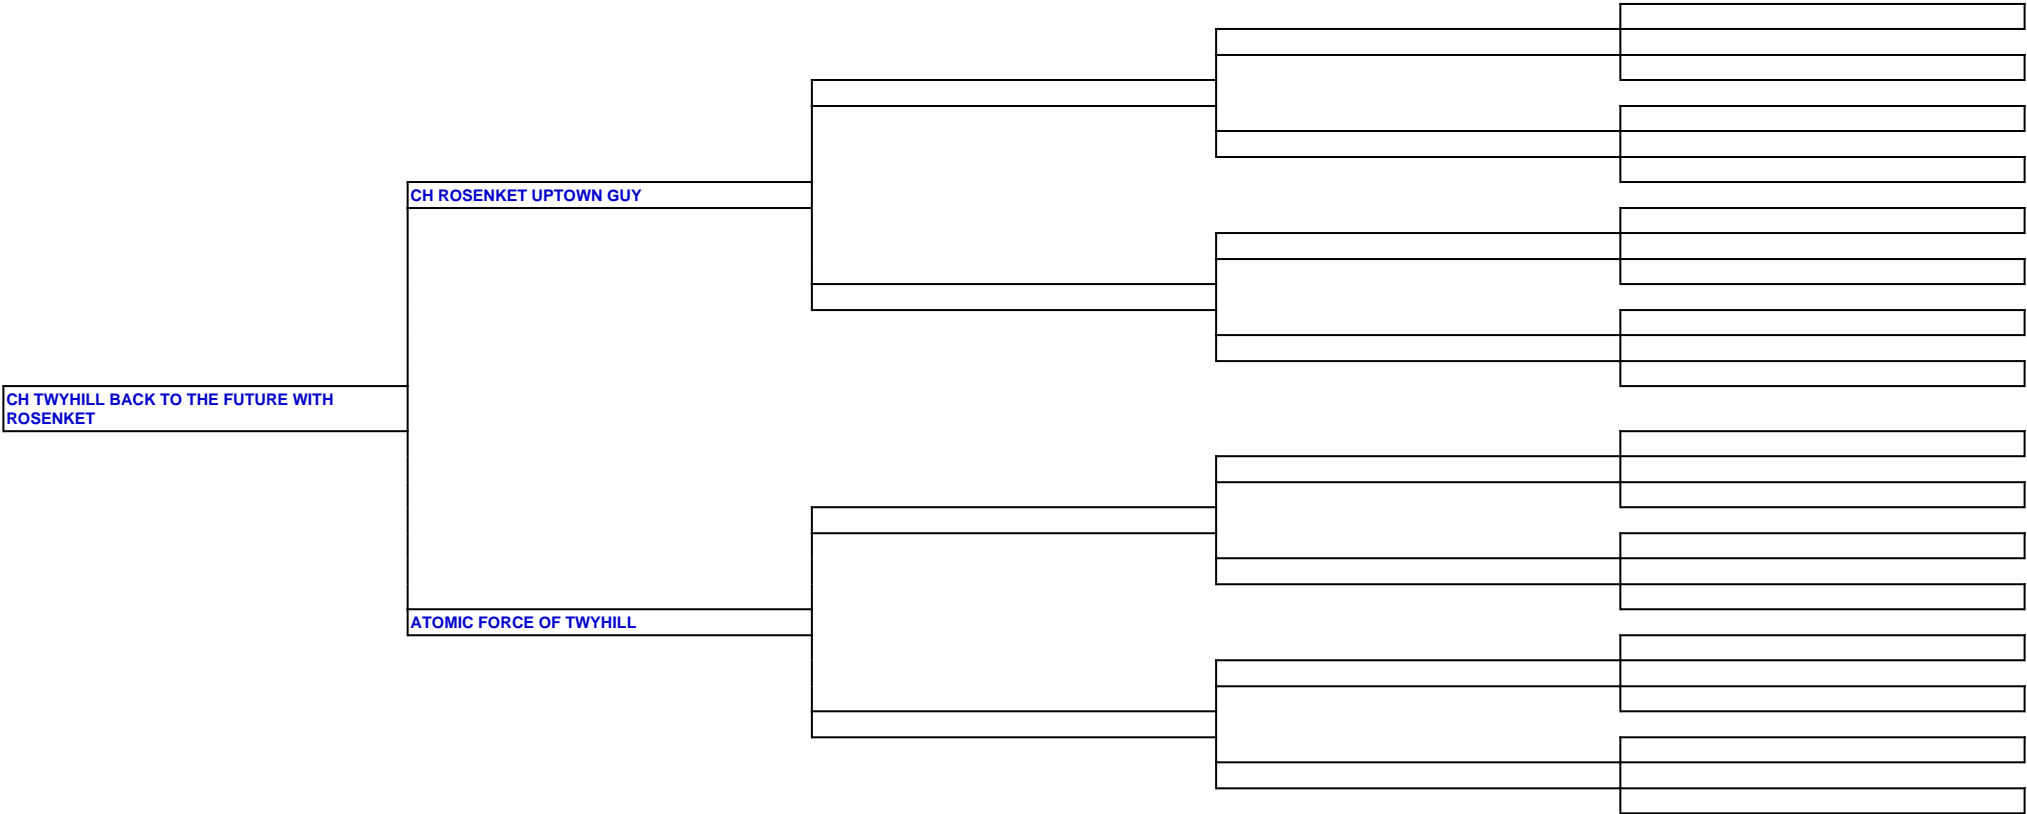 CH ROSENKET UPTOWN GUY
CH TWYHILL BACK TO THE FUTURE WITH
ROSENKET
ATOMIC FORCE OF TWYHILL